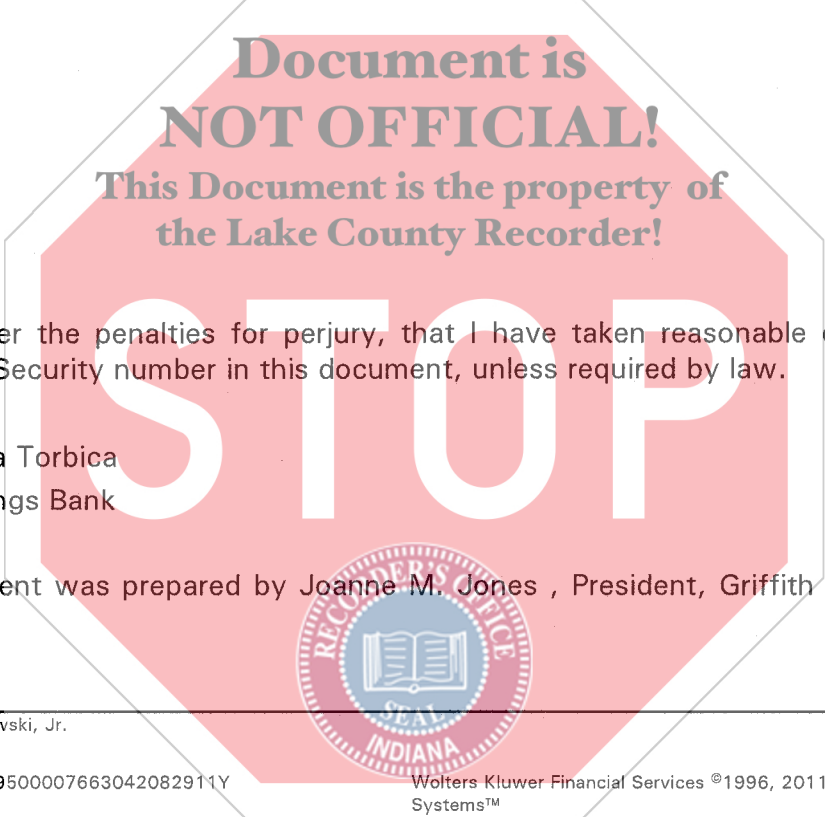 Document is
NOT OFFICIAL!
This Document is the property of
the Lake County Recorder!
STOP
er the penalties for perjury, that I have taken reasonable
Security number in this document, unless required by law.
a Torbica
ngs Bank
ent was prepared by Joanne M. Jones , President, Griffith
RECORDER'S OFFICE
SEAL
INDIANA
wski, Jr.
9500007663042082911Y
Wolters Kluwer Financial Services ©1996, 2011
Systems™